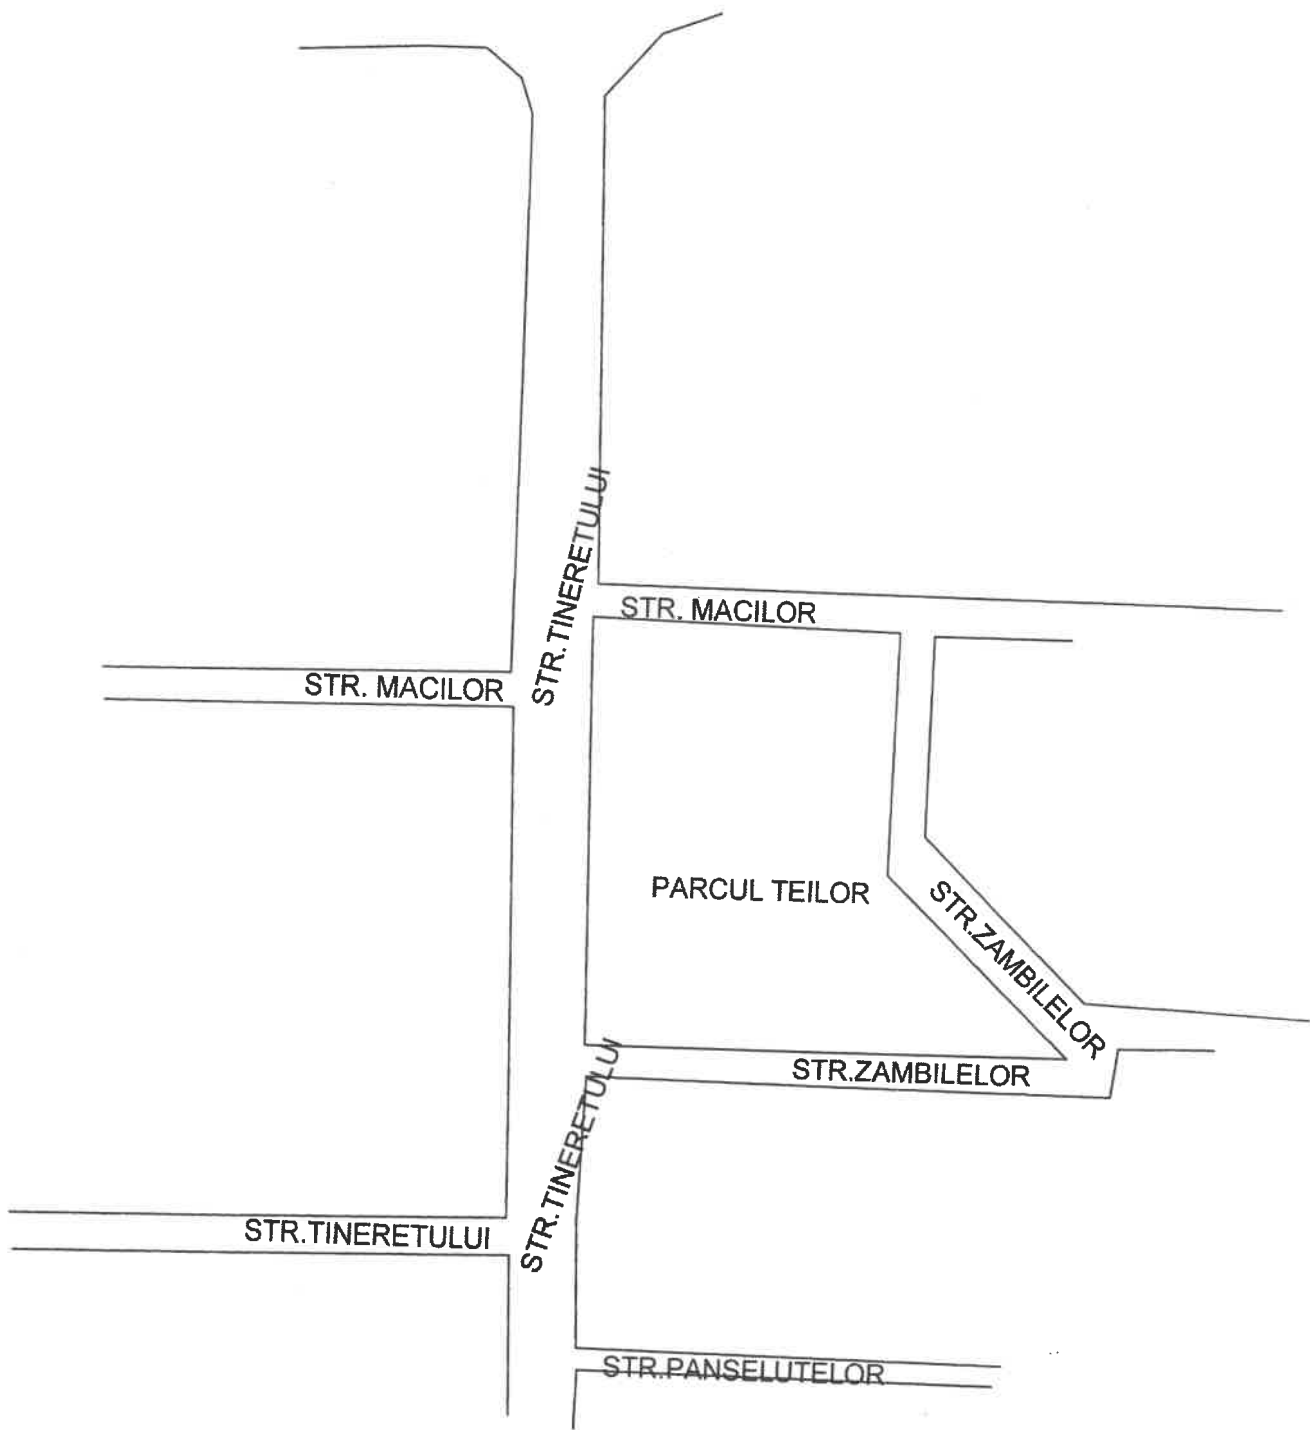 STR.TINERETULUI
STR. MACILOR
STR. MACILOR
PARCUL TEILOR
STR.ZAMBILELOR
STR.ZAMBILELOR
STR.TINERETULUI
STR.TINERETULUI
STR.PANSELUTELOR